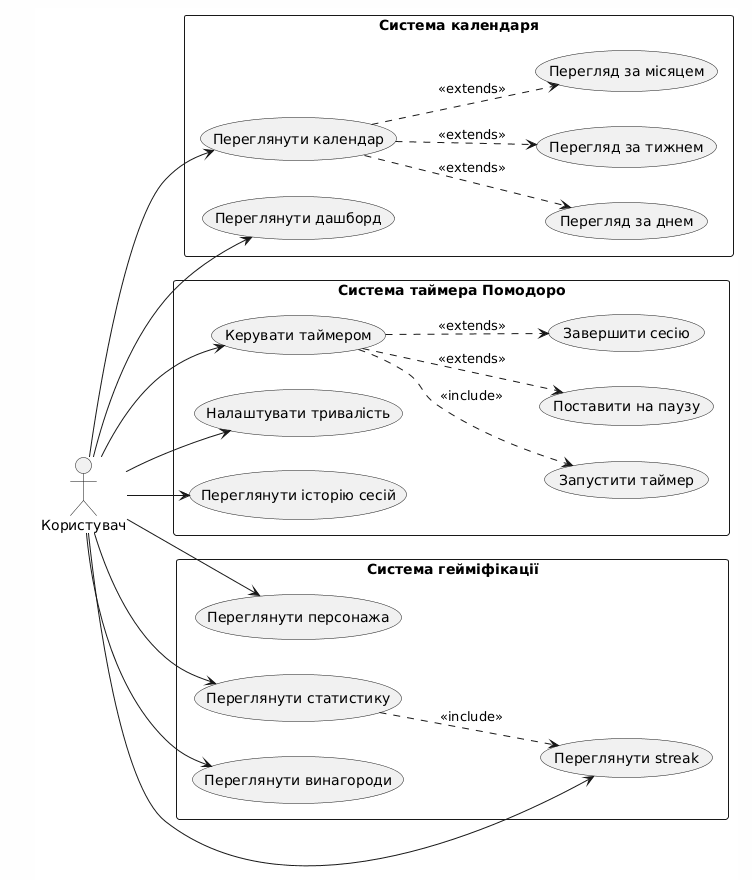 Система календаря
Перегляд за місяцем
«extends»
Переглянути календар
«extends»
Перегляд за тижнем
«extends»
Переглянути дашборд
Перегляд за днем
Система таймера Помодоро
Керувати таймером
«extends»
Завершити сесію
«extends»
«include»
Поставити на паузу
Налаштувати тривалість
Запустити таймер
Переглянути історію сесій
Користувач
Система гейміфікації
Переглянути персонажа
Переглянути статистику
«include»
Переглянути streak
Переглянути винагороди